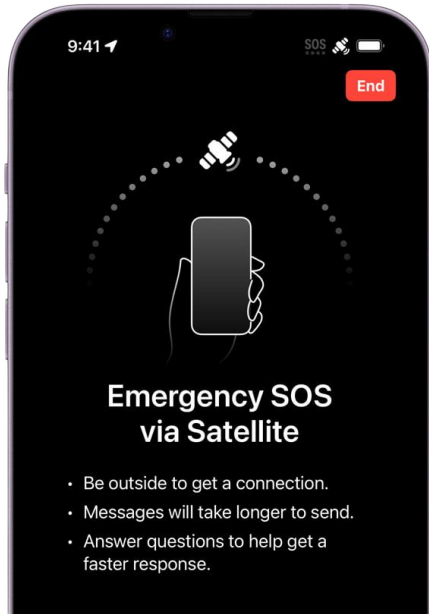 9:41
SOS
End
Emergency SOS
via Satellite
• Be outside to get a connection.
• Messages will take longer to send.
• Answer questions to help get a
faster response.